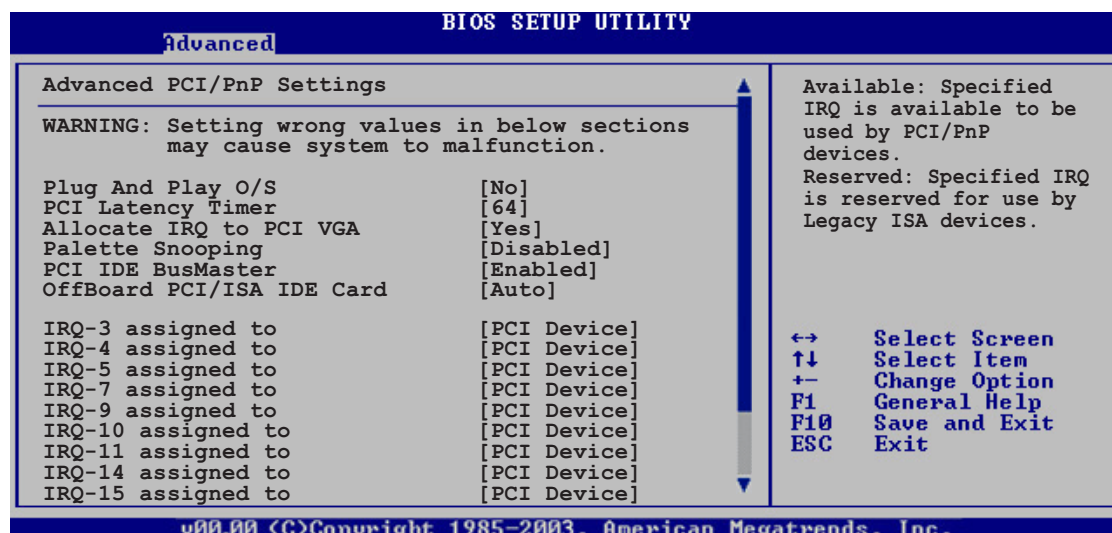 BIOS SETUP UTILITY
Advanced
Advanced PCI/PnP Settings
WARNING: Setting wrong values in below sections
may cause system to malfunction.
Plug And Play O/S [No]
PCI Latency Timer [64]
Allocate IRQ to PCI VGA [Yes]
Palette Snooping [Disabled]
PCI IDE BusMaster [Enabled]
OffBoard PCI/ISA IDE Card [Auto]
IRQ-3 assigned to [PCI Device]
IRQ-4 assigned to [PCI Device]
IRQ-5 assigned to [PCI Device]
IRQ-7 assigned to [PCI Device]
IRQ-9 assigned to [PCI Device]
IRQ-10 assigned to [PCI Device]
IRQ-11 assigned to [PCI Device]
IRQ-14 assigned to [PCI Device]
IRQ-15 assigned to [PCI Device]
Available: Specified
IRQ is available to be
used by PCI/PnP
devices.
Reserved: Specified IRQ
is reserved for use by
Legacy ISA devices.
←→ Select Screen
↑↓ Select Item
+- Change Option
F1 General Help
F10 Save and Exit
ESC Exit
v00.00 (C)Copyright 1985-2003, American Megatrends, Inc.